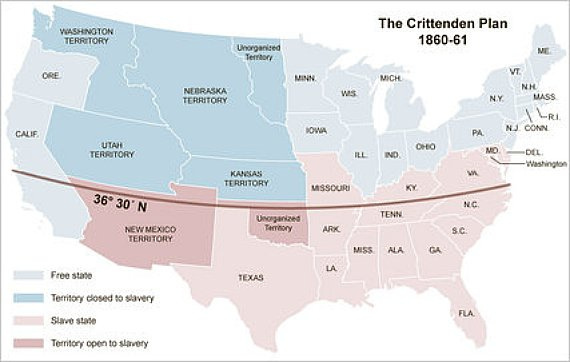 The Crittenden Plan
1860-61
WASHINGTON
TERRITORY
Unorganized
Territory
ME.
ORE.
MINN.
VT.
N.H.
MICH.
NEBRASKA
TERRITORY
WIS.
N.Y.
MASS.
R.I.
IOWA
PA.
N.J.
CONN.
CALIF.
UTAH
TERRITORY
ILL.
IND.
OHIO
MD.
DEL.
Washington
KANSAS
TERRITORY
MISSOURI
KY.
VA.
36° 30' N
NEW MEXICO
TERRITORY
Unorganized
Territory
TENN.
N.C.
ARK.
S.C.
MISS.
ALA.
GA.
TEXAS
LA.
FLA.
Free state
Territory closed to slavery
Slave state
Territory open to slavery